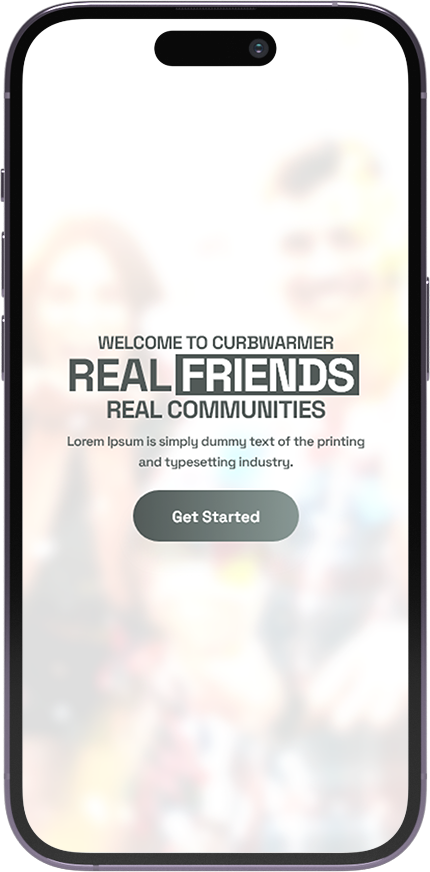 WELCOME TO CURBWARMER
REAL FRIENDS
REAL COMMUNITIES
Lorem Ipsum is simply dummy text of the printing
and typesetting industry.
Get Started